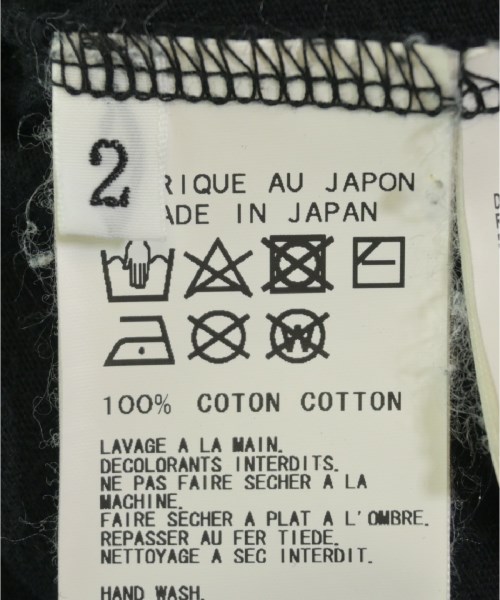 2
RIQUE AU JAPON
ADE IN JAPAN
W
100% COTON COTTON
LAVAGE A LA MAIN.
DECOLORANTS INTERDITS.
NE PAS FAIRE SECHER A LA
MACHINE.
FAIRE SECHER A PLAT A L'OMBRE.
REPASSER AU FER TIEDE.
NETTOYAGE A SEC INTERDIT.
HAND WASH.